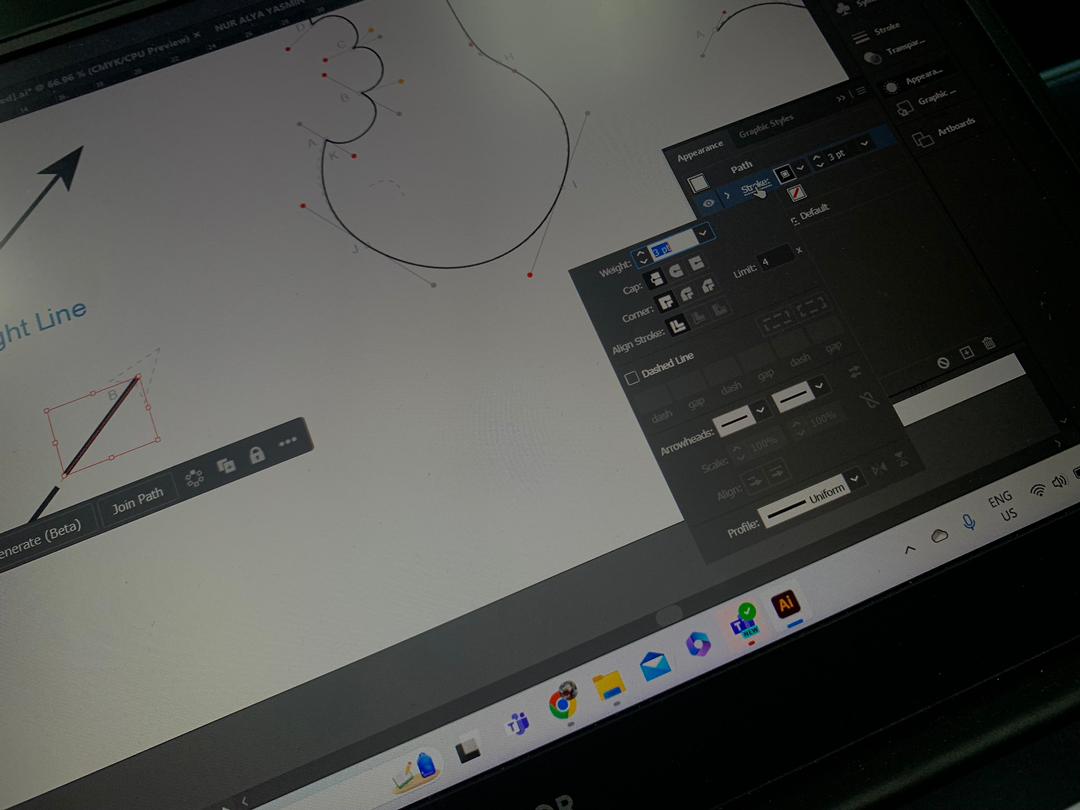 ed].ai* @ 66.96 % (CMYK/CPU Preview) ×
NUR ALYA YASMIN
D
C
B
A
K
H
I
J
A
Stroke
Transpar...
Appeara...
Graphic ...
Artboards
Appearance
Graphic Styles
Path
Stroke:
3 pt
Default
Weight:
3 pt
Cap:
Corner:
Limit:
4
x
Align Stroke:
Dashed Line
dash
gap
dash
gap
dash
gap
Arrowheads:
Scale:
100%
100%
Align:
Profile:
Uniform
ght Line
B
enerate (Beta)
Join Path
ENG
US
NEW
Ai